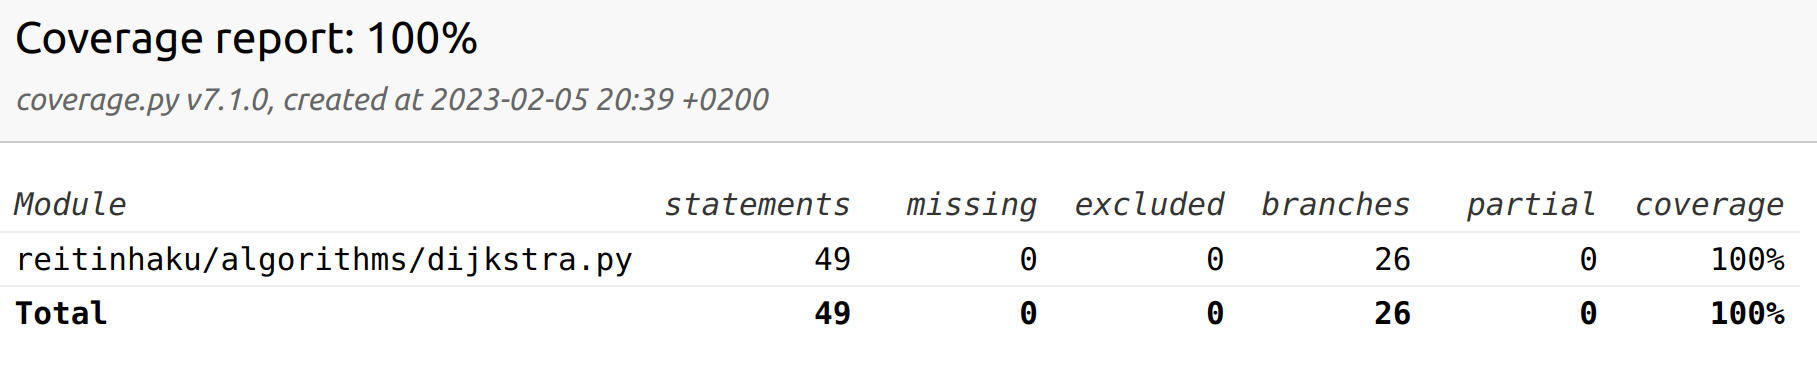 Coverage report: 100%
coverage.py v7.1.0, created at 2023-02-05 20:39 +0200
Module statements missing excluded branches partial coverage
reitinhaku/algorithms/dijkstra.py 49 0 0 26 0 100%
Total 49 0 0 26 0 100%